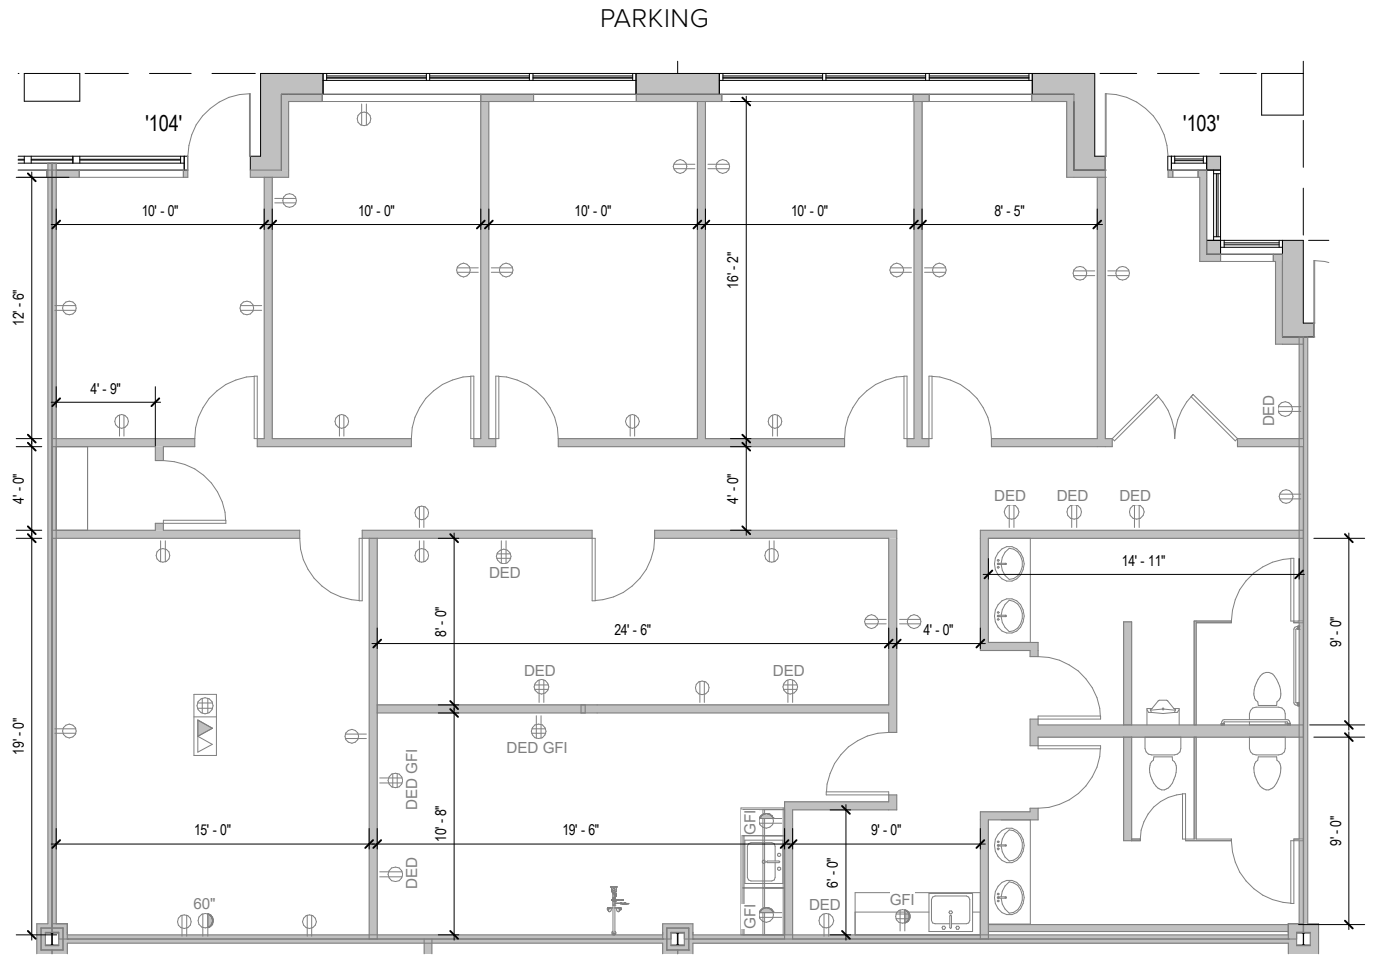 PARKING
'104'
'103'
10' - 0"
10' - 0"
10' - 0"
10' - 0"
8' - 5"
16' - 2"
12' - 6"
4' - 9"
DED
4' - 0"
4' - 0"
DED
DED
DED
DED
14' - 11"
8' - 0"
24' - 6"
4' - 0"
9' - 0"
DED
DED
19' - 0"
DED GFI
DED GFI
10' - 8"
GFI
15' - 0"
19' - 6"
9' - 0"
9' - 0"
DED
6' - 0"
60"
GFI
DED
GFI